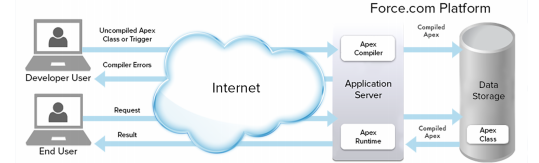 Force.com Platform
Uncompiled Apex
Class or Trigger
Compiler Errors
Developer User
Internet
Request
Result
End User
Apex
Compiler
Application
Server
Apex
Runtime
Compiled
Apex
Data
Storage
Compiled
Apex
Apex
Class